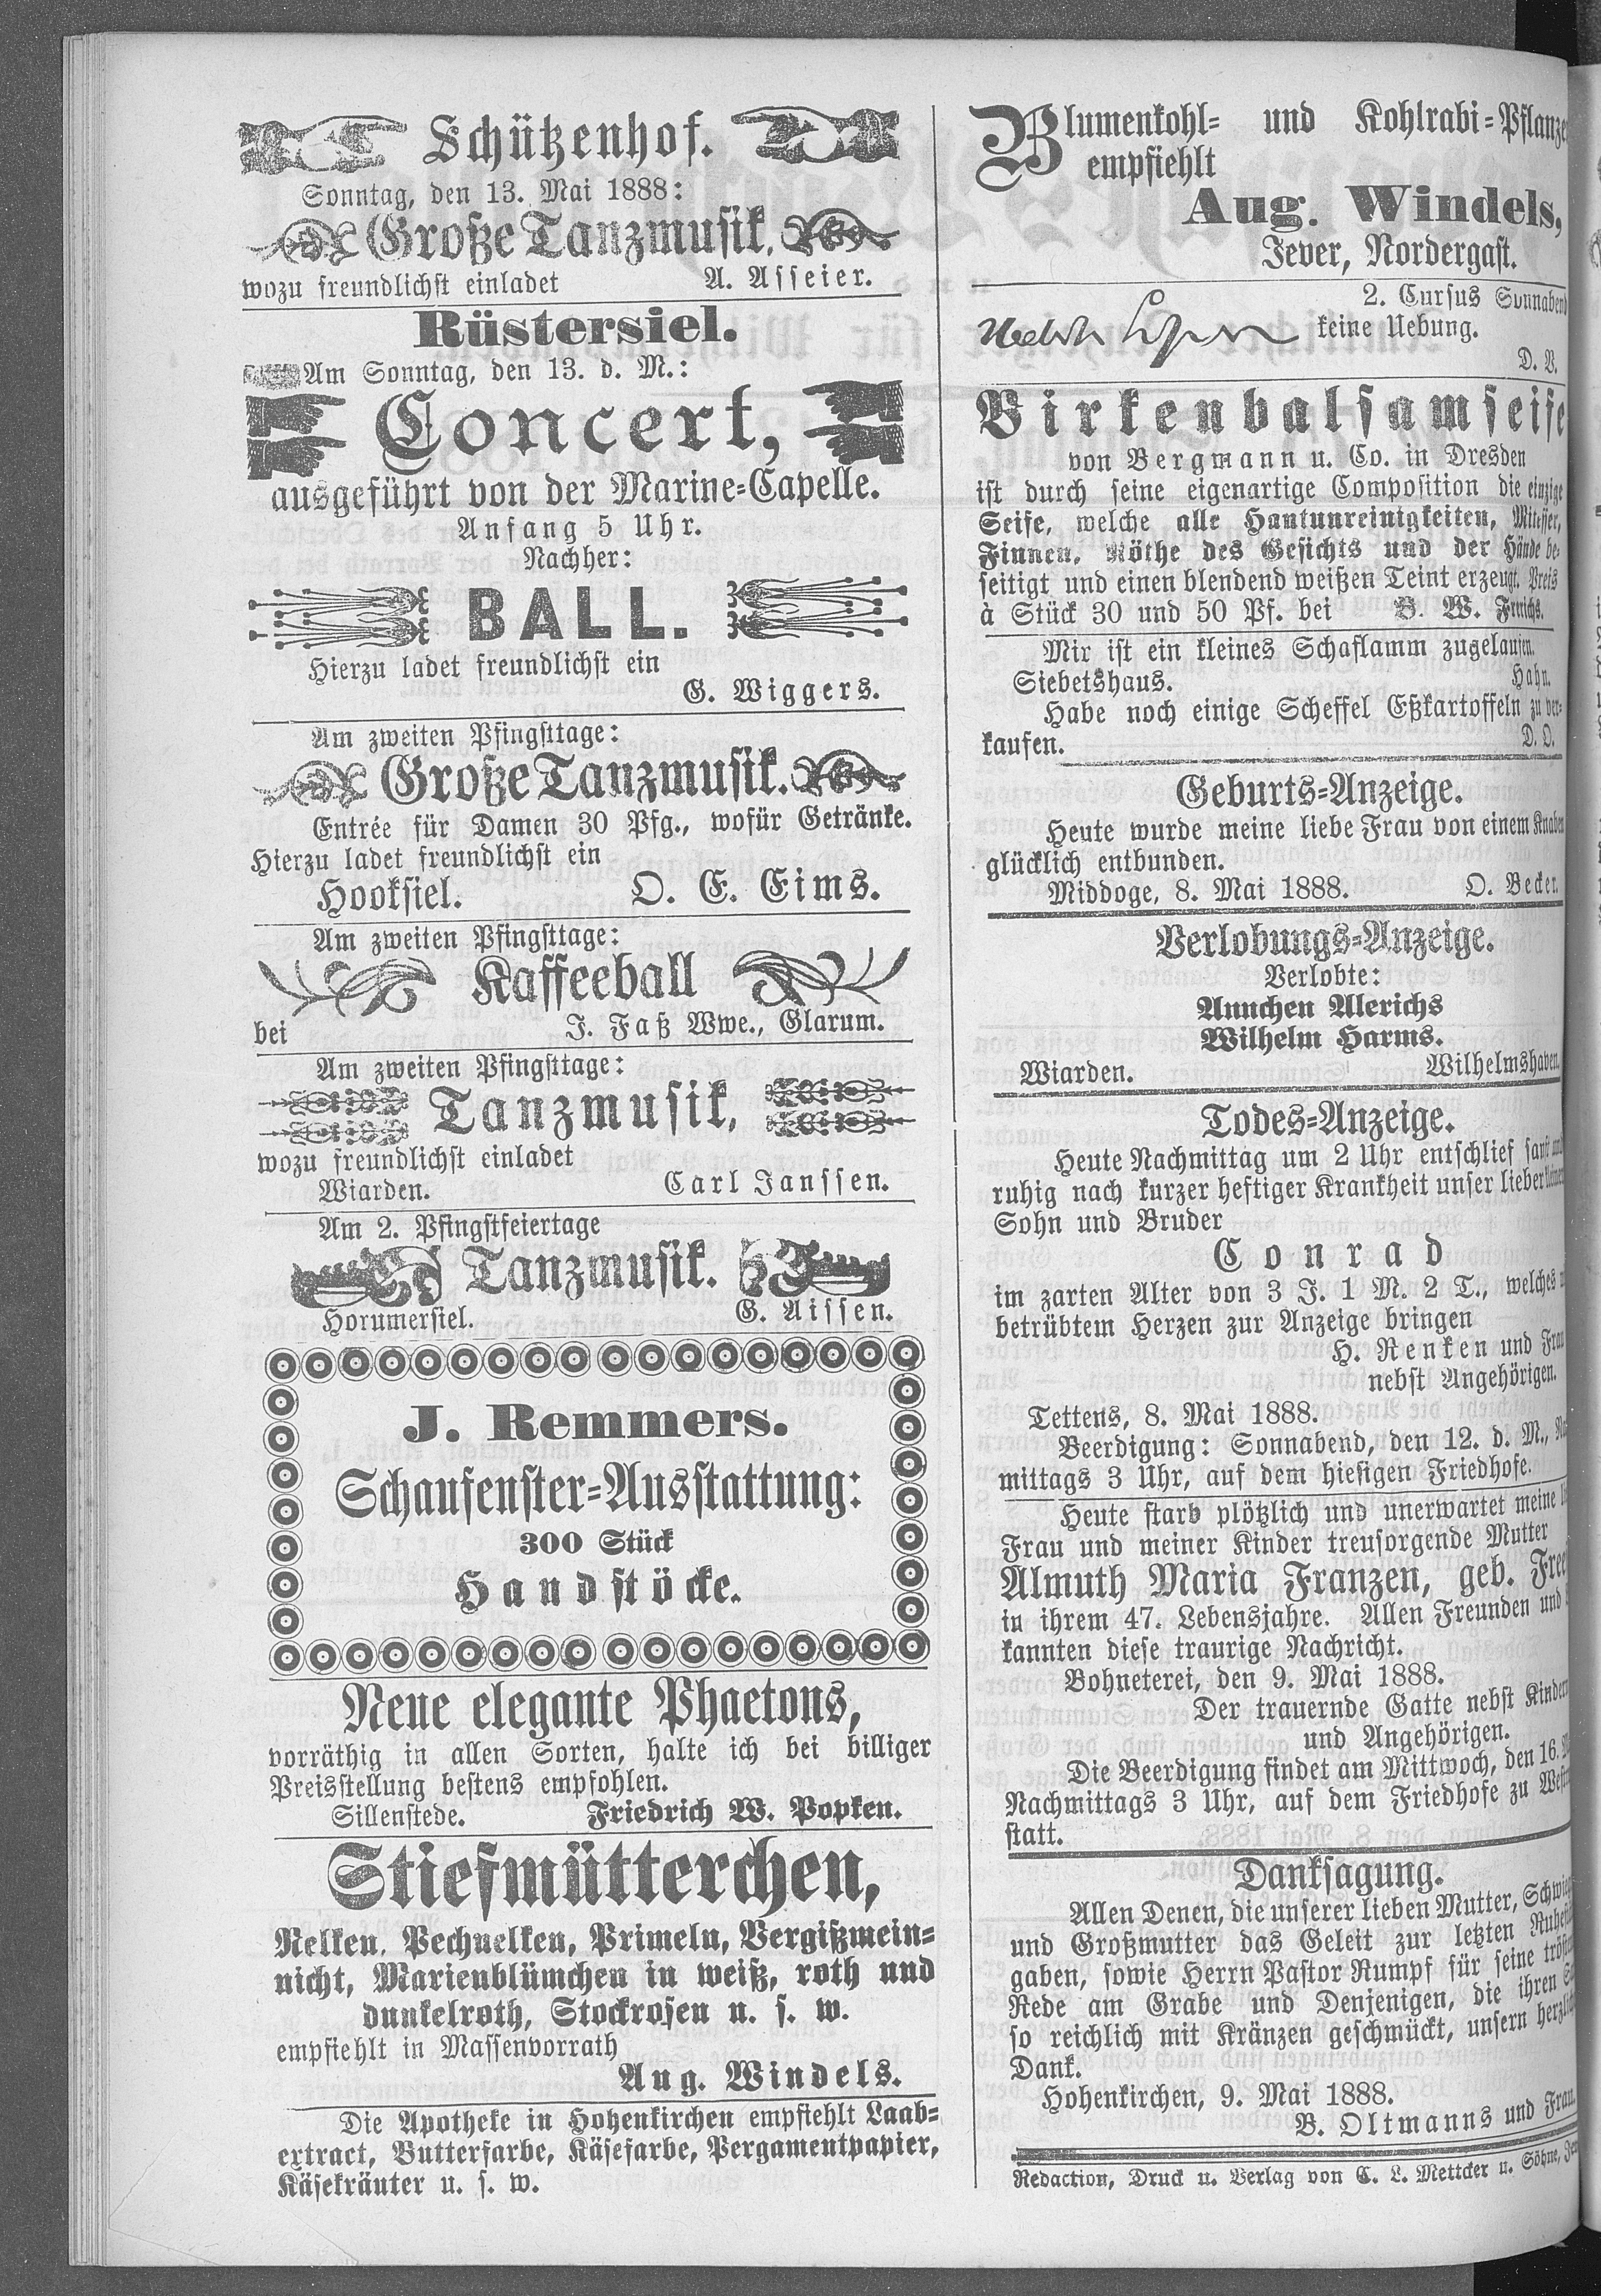 Schützenhof.
Sonntag, den 13. Mai 1888:
Große Tanzmusik,
wozu freundlichst einladet A. Asseier.
Rüstersiel.
Am Sonntag, den 13. d. M.:
Concert,
ausgeführt von der Marine-Capelle.
Anfang 5 Uhr.
Nachher:
BALL.
Hierzu ladet freundlichst ein
G. Wiggers.
Am zweiten Pfingsttage:
Große Tanzmusik.
Entrée für Damen 30 Pfg., wofür Getränke.
Hierzu ladet freundlichst ein
Hooksiel. O. E. Eims.
Am zweiten Pfingsttage:
Kaffeeball
bei J. Faß Wwe., Glarum.
Am zweiten Pfingsttage:
Tanzmusik,
wozu freundlichst einladet
Wiarden. Carl Janssen.
Am 2. Pfingstfeiertage
Tanzmusik.
Horumersiel. G. Aissen.
J. Remmers.
Schaufenster-Ausstattung:
300 Stück
Handstöcke.
Neue elegante Phaetons,
vorräthig in allen Sorten, halte ich bei billiger
Preisstellung bestens empfohlen.
Sillenstede. Friedrich W. Popken.
Stiefmütterchen,
Nelken, Pechnelken, Primeln, Vergißmein-
nicht, Marienblümchen in weiß, roth und
dunkelroth, Stockrosen u. s. w.
empfiehlt in Massenvorrath
Aug. Windels.
Die Apotheke in Hohenkirchen empfiehlt Laab-
extract, Butterfarbe, Käsefarbe, Pergamentpapier,
Käsekräuter u. s. w.
Blumenkohl- und Kohlrabi-Pflanze
empfiehlt
Aug. Windels,
Jever, Nordergast.
2. Cursus Sonnabend
keine Uebung.
D. V.
Birkenbalsamseife
von Bergmann u. Co. in Dresden
ist durch seine eigenartige Composition die einzige
Seife, welche alle Hautunreinigkeiten, Mitesser,
Finnen, Röthe des Gesichts und der Hände be-
seitigt und einen blendend weißen Teint erzeugt. Preis
à Stück 30 und 50 Pf. bei B. W. Frerichs.
Mir ist ein kleines Schaflamm zugelaufen.
Siebetshaus. Hahn.
Habe noch einige Scheffel Eßkartoffeln zu ver-
kaufen. D. O.
Geburts-Anzeige.
Heute wurde meine liebe Frau von einem Knaben
glücklich entbunden.
Middoge, 8. Mai 1888. O. Becker.
Verlobungs-Anzeige.
Verlobte:
Annchen Alerichs
Wilhelm Harms.
Wiarden. Wilhelmshaven.
Todes-Anzeige.
Heute Nachmittag um 2 Uhr entschlief sanft und
ruhig nach kurzer heftiger Krankheit unser lieber kleiner
Sohn und Bruder
Conrad
im zarten Alter von 3 J. 1 M. 2 T., welches
betrübtem Herzen zur Anzeige bringen
H. Renken und Frau
nebst Angehörigen.
Tettens, 8. Mai 1888.
Beerdigung: Sonnabend, den 12. d. M.,
mittags 3 Uhr, auf dem hiesigen Friedhofe.
Heute starb plötzlich und unerwartet meine
Frau und meiner Kinder treusorgende Mutter
Almuth Maria Franzen, geb.
in ihrem 47. Lebensjahre. Allen Freunden und
kannten diese traurige Nachricht.
Bohneterei, den 9. Mai 1888.
Der trauernde Gatte nebst Kindern
und Angehörigen.
Die Beerdigung findet am Mittwoch, den 16.
Nachmittags 3 Uhr, auf dem Friedhofe zu
statt.
Danksagung.
Allen Denen, die unserer lieben Mutter,
und Großmutter das Geleit zur letzten
gaben, sowie Herrn Pastor Rumpf für seine
Rede am Grabe und Denjenigen, die ihren
so reichlich mit Kränzen geschmückt, unsern
Dank.
Hohenkirchen, 9. Mai 1888.
B. Oltmanns und Frau.
Redaction, Druck u. Verlag von C. L. Mettcker u. Söhne,